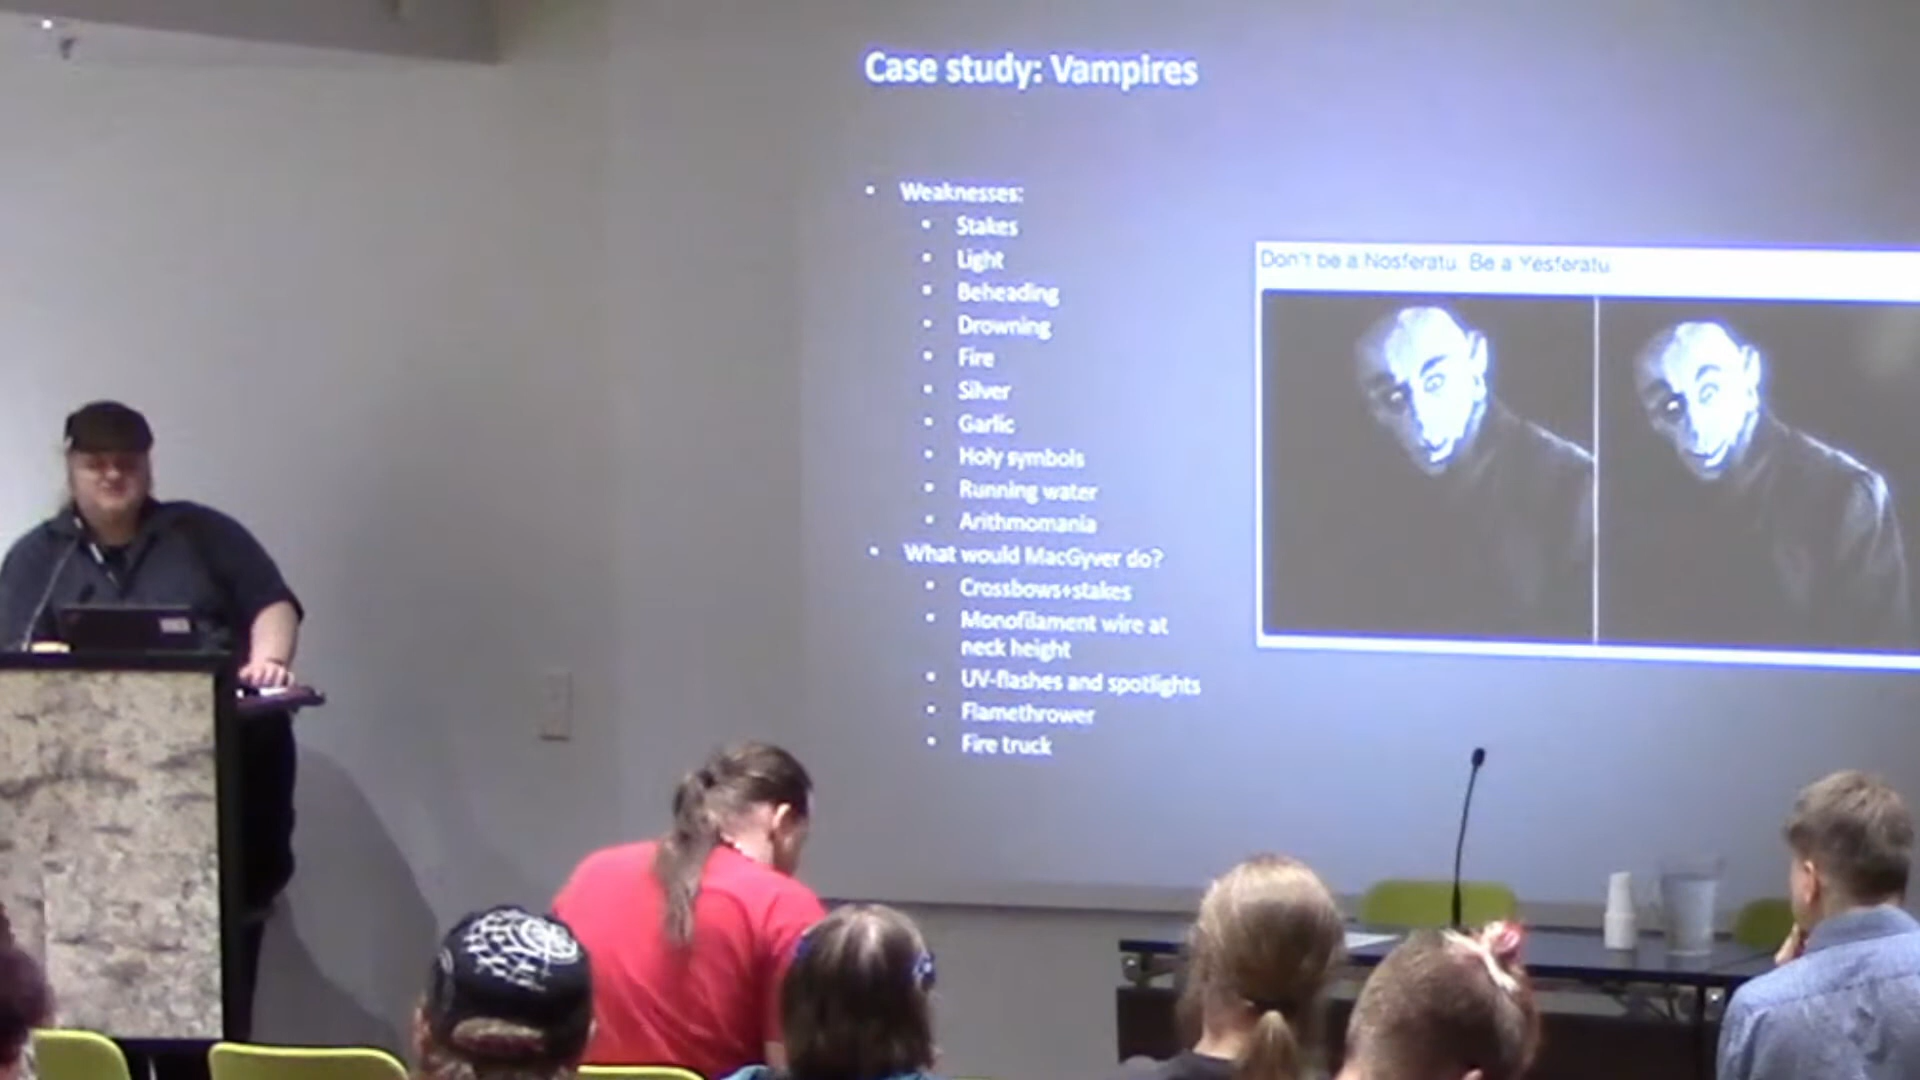 Case study: Vampires
• Weaknesses:
• Stakes
• Light
• Beheading
• Drowning
• Fire
• Silver
• Garlic
• Holy symbols
• Running water
• Arithmomania
• What would MacGyver do?
• Crossbows+stakes
• Monofilament wire at
neck height
• UV-flashes and spotlights
• Flamethrower
• Fire truck
Don't be a Nosferatu. Be a Yesferatu.